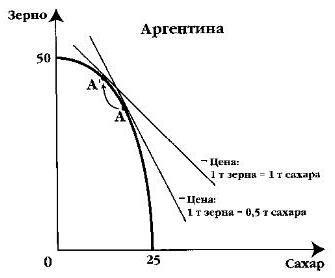 Зерно
Аргентина
50
A'
A
Цена:
1 т зерна = 1 т сахара
Цена:
1 т зерна = 0,5 т сахара
0
25
Сахар